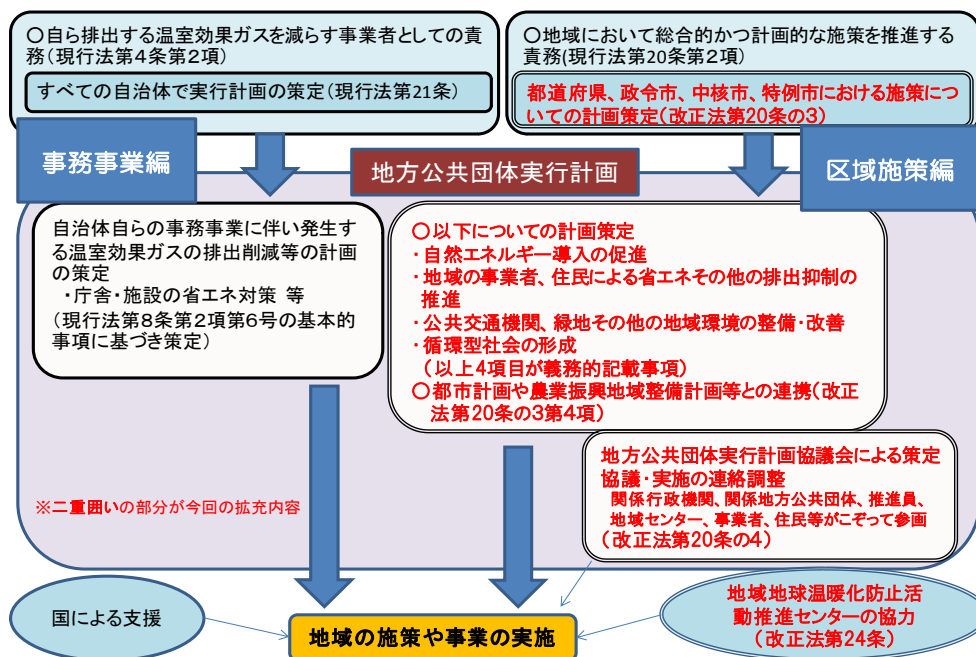 〇自ら排出する温室効果ガスを減らす事業者としての責
務(現行法第4条第2項)
すべての自治体で実行計画の策定(現行法第21条)
〇地域において総合的かつ計画的な施策を推進する
責務(現行法第20条第2項)
都道府県、政令市、中核市、特例市における施策につ
いての計画策定(改正法第20条の3)
事務事業編
地方公共団体実行計画
区域施策編
自治体自らの事務事業に伴い発生す
る温室効果ガスの排出削減等の計画
の策定
・庁舎・施設の省エネ対策 等
(現行法第8条第2項第6号の基本的
事項に基づき策定)
〇以下についての計画策定
・自然エネルギー導入の促進
・地域の事業者、住民による省エネその他の排出抑制の
推進
・公共交通機関、緑地その他の地域環境の整備・改善
・循環型社会の形成
(以上4項目が義務的記載事項)
〇都市計画や農業振興地域整備計画等との連携(改正
法第20条の3第4項)
地方公共団体実行計画協議会による策定
協議・実施の連絡調整
関係行政機関、関係地方公共団体、推進員、
地域センター、事業者、住民等がこぞって参画
(改正法第20条の4)
※二重囲いの部分が今回の拡充内容
国による支援
地域の施策や事業の実施
地域地球温暖化防止活
動推進センターの協力
(改正法第24条)